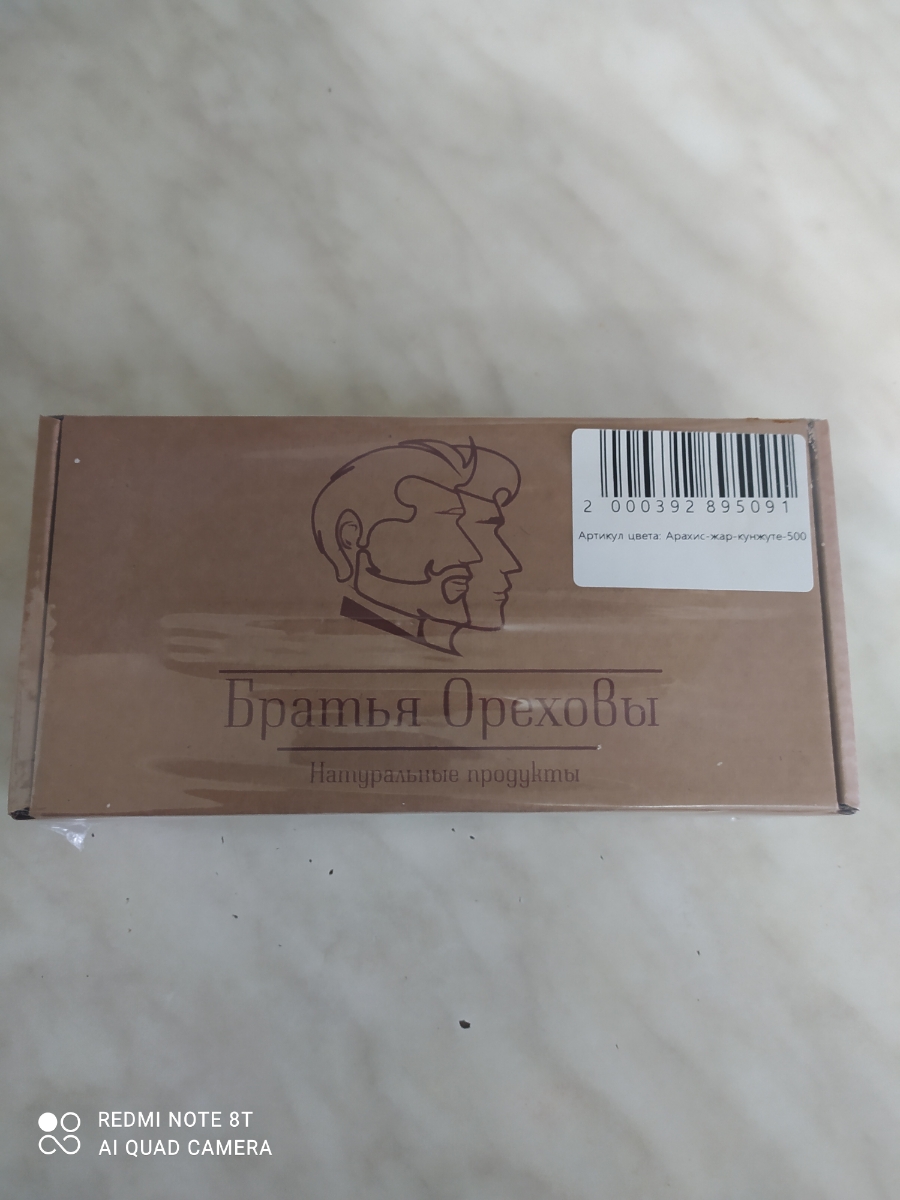 2 000392 895091
Артикул цвета: Арахис-жар-кунжуте-500
Братья Ореховы
Натуральные продукты
REDMI NOTE 8T
AI QUAD CAMERA